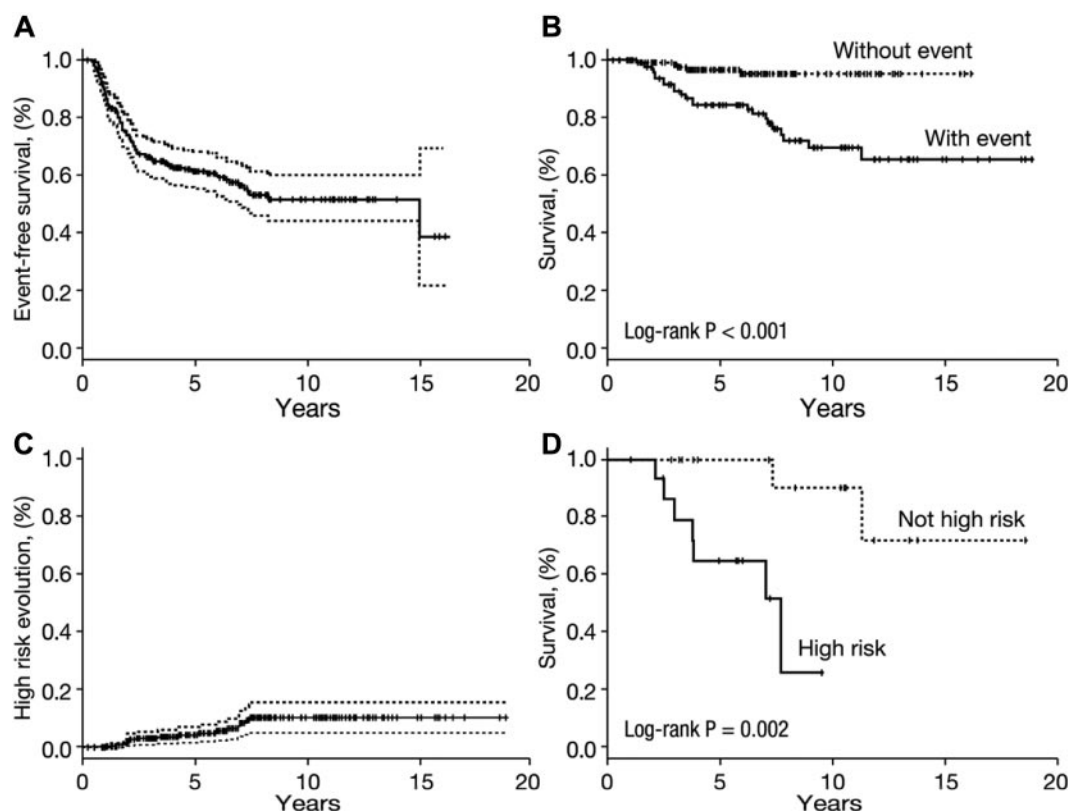 A
Event-free survival, (%)
1.0
0.8
0.6
0.4
0.2
0.0
0 5 10 15 20
Years
B
Survival, (%)
1.0
0.8
0.6
0.4
0.2
0.0
Without event
With event
Log-rank P < 0.001
0 5 10 15 20
Years
C
High risk evolution, (%)
1.0
0.8
0.6
0.4
0.2
0.0
0 5 10 15 20
Years
D
Survival, (%)
1.0
0.8
0.6
0.4
0.2
0.0
Not high risk
High risk
Log-rank P = 0.002
0 5 10 15 20
Years